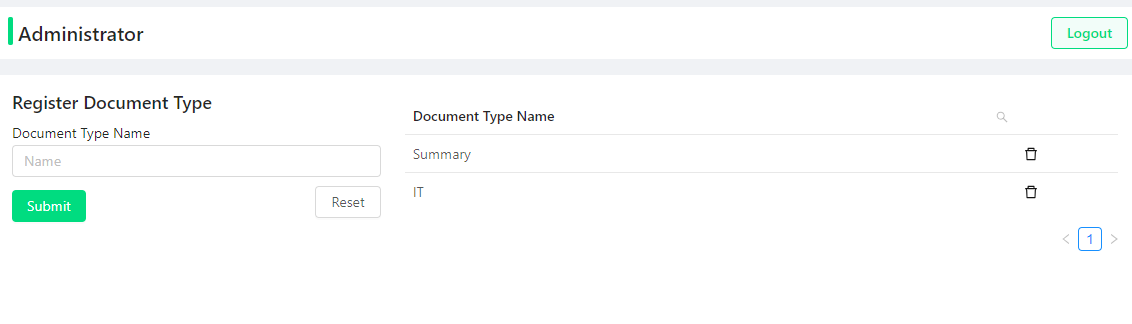 Administrator
Logout
Register Document Type
Document Type Name
Name
Submit
Reset
Document Type Name
Summary
IT
1